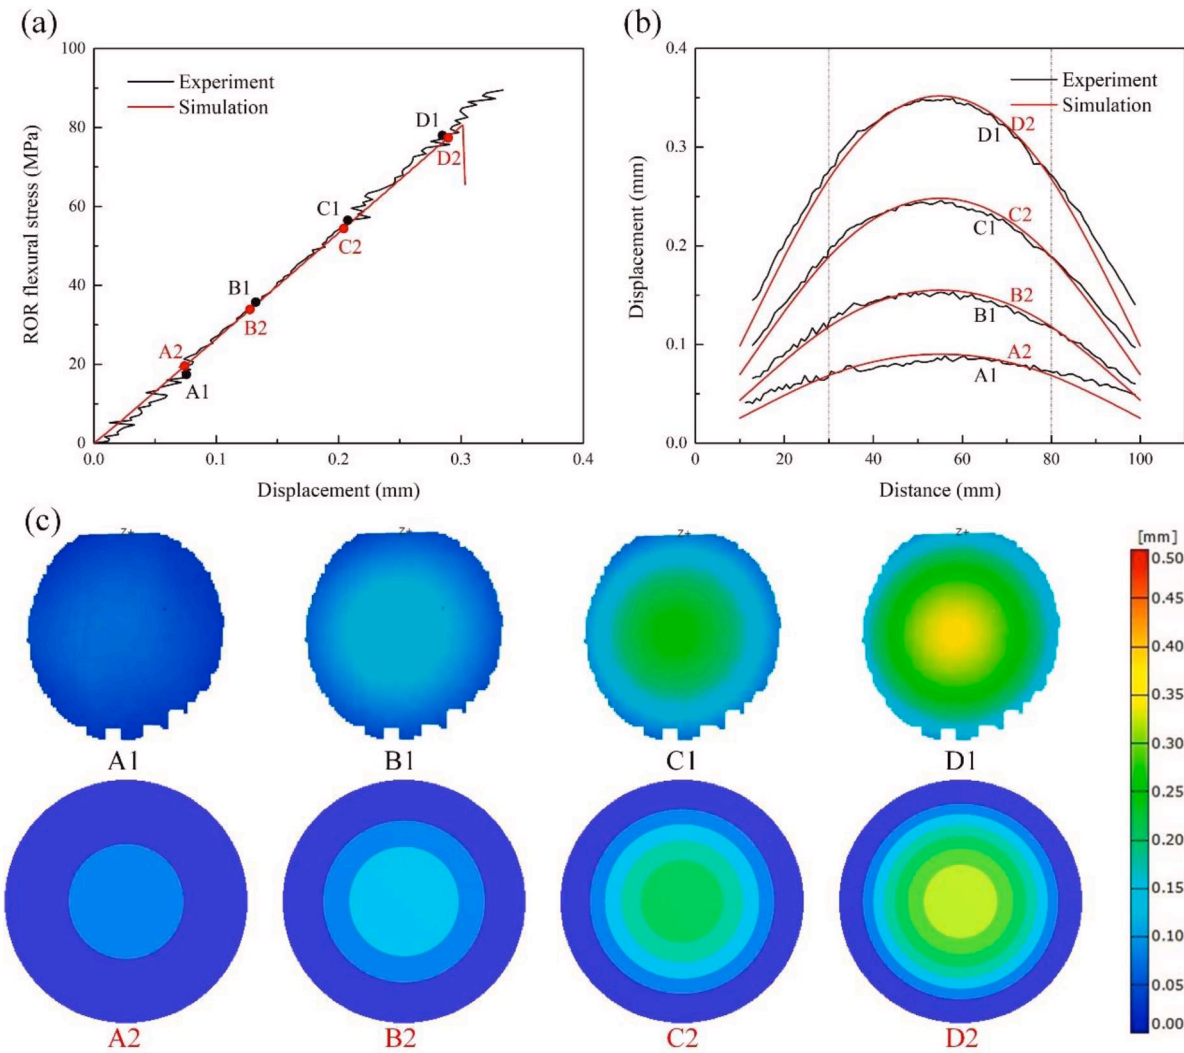 (a)
100
80
60
40
20
0
ROR flexural stress (MPa)
Experiment
Simulation
D1
D2
C1
C2
B1
B2
A2
A1
0.0 0.1 0.2 0.3 0.4
Displacement (mm)
(b)
0.4
0.3
0.2
0.1
0.0
Displacement (mm)
Experiment
Simulation
D2
D1
C2
C1
B2
B1
A2
A1
0 20 40 60 80 100
Distance (mm)
(c)
Z+ Z+ Z+ Z+
A1 B1 C1 D1
A2 B2 C2 D2
[mm]
0.50
0.45
0.40
0.35
0.30
0.25
0.20
0.15
0.10
0.05
0.00